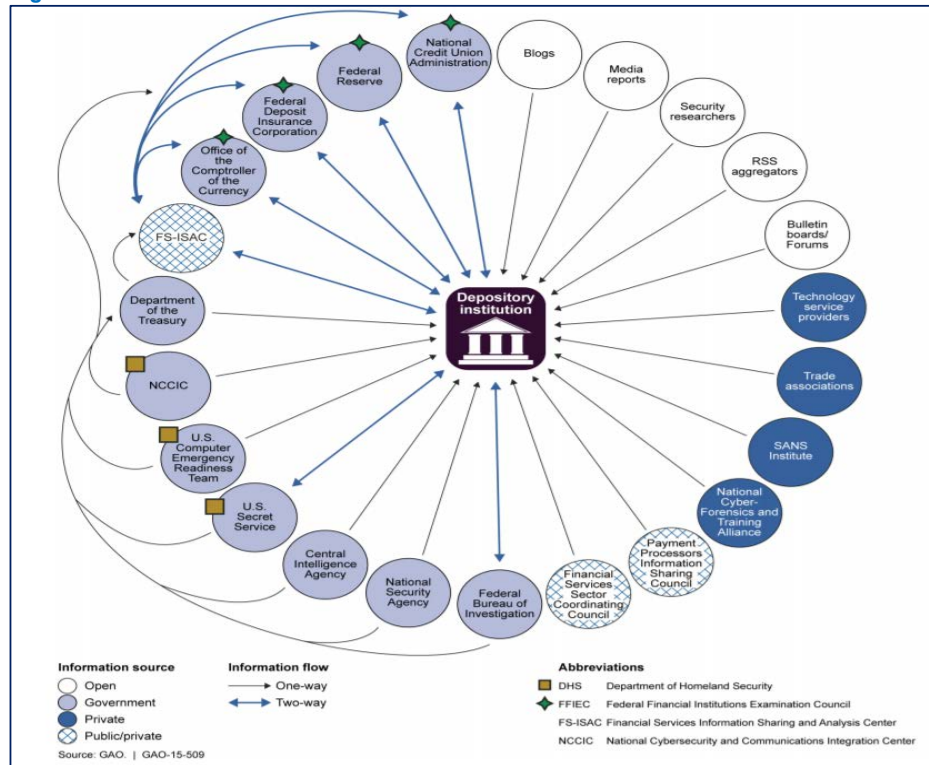 National
Credit Union
Administration
Blogs
Media
reports
Federal
Reserve
Security
researchers
Federal
Deposit
Insurance
Corporation
RSS
aggregators
Office of
the
Comptroller
of the
Currency
Bulletin
boards/
Forums
FS-ISAC
Depository
institution
Technology
service
providers
Department
of the
Treasury
Trade
associations
NCCIC
SANS
Institute
U.S.
Computer
Emergency
Readiness
Team
National
Cyber-
Forensics and
Training
Alliance
U.S.
Secret
Service
Payment
Processors
Information
Sharing
Council
Central
Intelligence
Agency
Financial
Services
Sector
Coordinating
Council
National
Security
Agency
Federal
Bureau of
Investigation
Information source
Open
Government
Private
Public/private
Information flow
One-way
Two-way
Abbreviations
DHS Department of Homeland Security
FFIEC Federal Financial Institutions Examination Council
FS-ISAC Financial Services Information Sharing and Analysis Center
NCCIC National Cybersecurity and Communications Integration Center
Source: GAO. | GAO-15-509